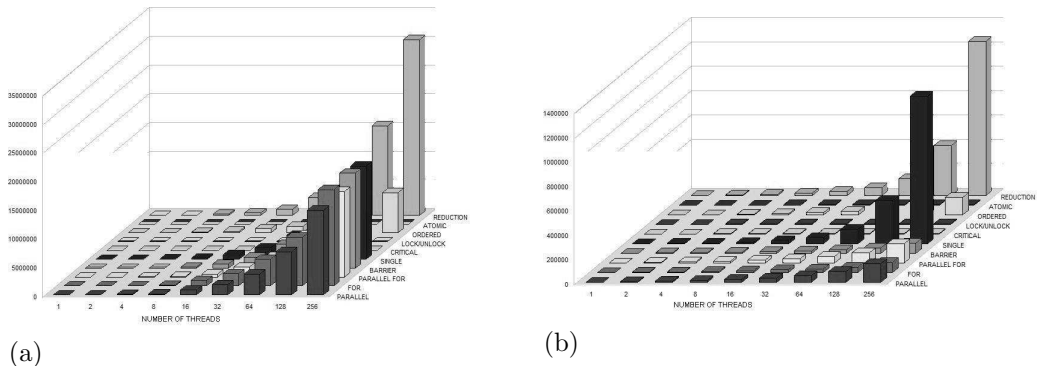 35000000
30000000
25000000
20000000
15000000
10000000
5000000
0
1 2 4 8 16 32 64 128 256
NUMBER OF THREADS
REDUCTION
ATOMIC
ORDERED
LOCK/UNLOCK
CRITICAL
SINGLE
BARRIER
PARALLEL FOR
FOR
PARALLEL
(a)
1400000
1200000
1000000
800000
600000
400000
200000
0
1 2 4 8 16 32 64 128 256
NUMBER OF THREADS
REDUCTION
ATOMIC
ORDERED
LOCK/UNLOCK
CRITICAL
SINGLE
BARRIER
PARALLEL FOR
FOR
PARALLEL
(b)